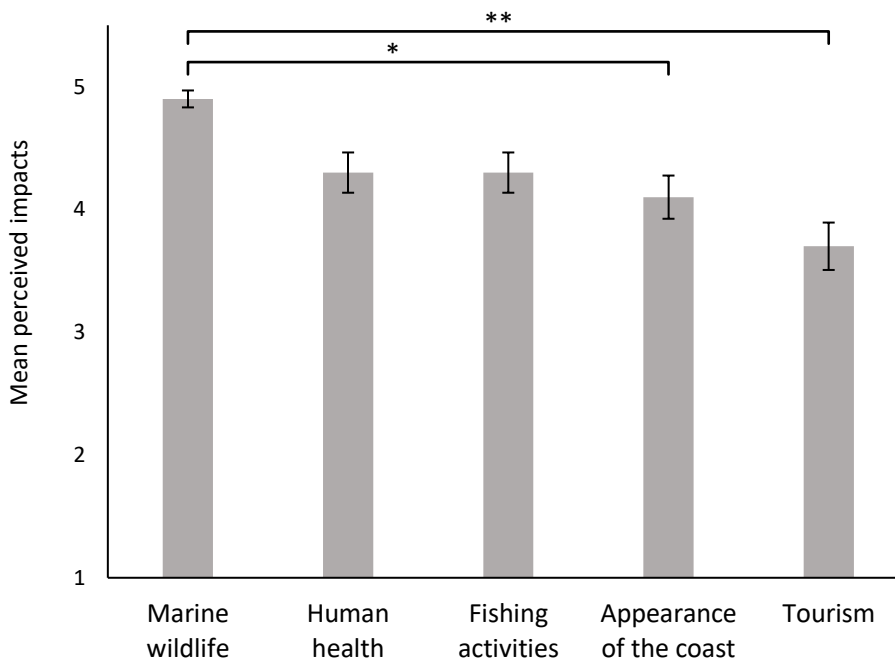 **
*
5
4
3
2
1
Mean perceived impacts
Marine
wildlife
Human
health
Fishing
activities
Appearance
of the coast
Tourism